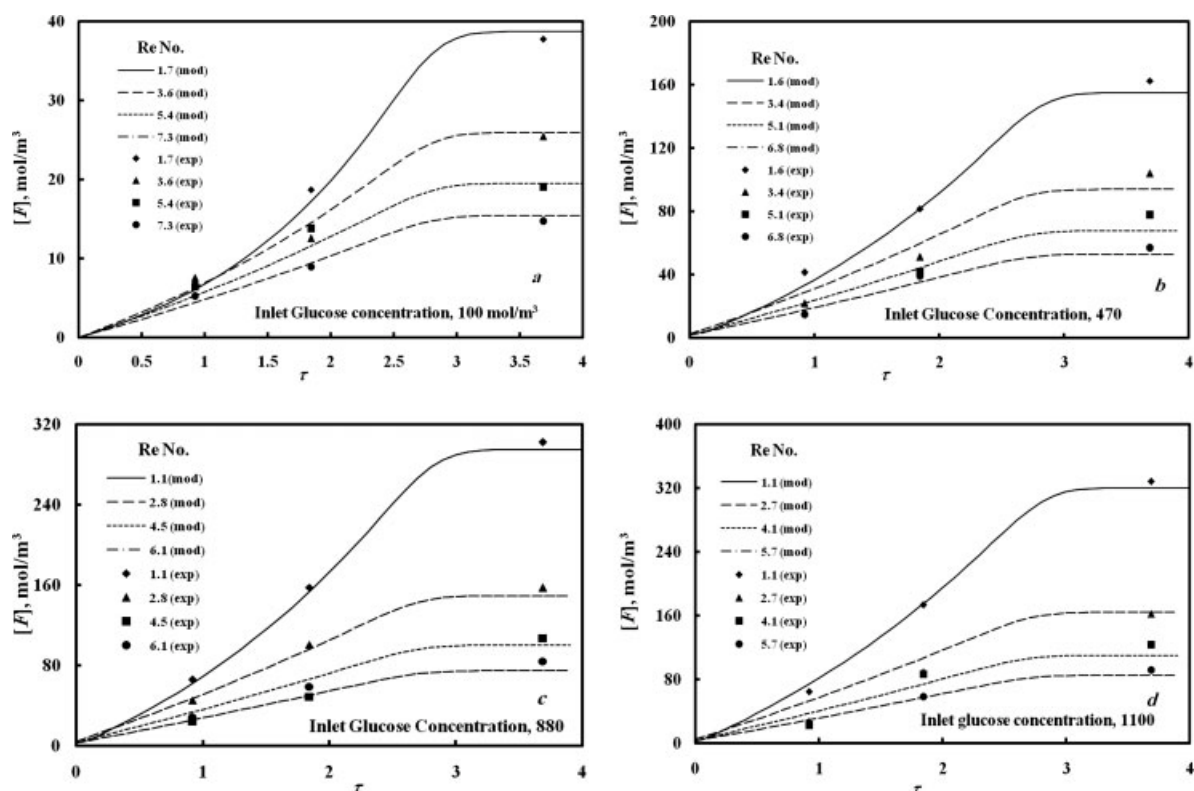 40
30
20
10
0
[F], mol/m³
Re No.
1.7 (mod)
3.6 (mod)
5.4 (mod)
7.3 (mod)
1.7 (exp)
3.6 (exp)
5.4 (exp)
7.3 (exp)
a
Inlet Glucose concentration, 100 mol/m³
0 0.5 1 1.5 2 2.5 3 3.5 4
τ
200
160
120
80
40
0
[F], mol/m³
Re No.
1.6 (mod)
3.4 (mod)
5.1 (mod)
6.8 (mod)
1.6 (exp)
3.4 (exp)
5.1 (exp)
6.8 (exp)
b
Inlet Glucose Concentration, 470
0 1 2 3 4
τ
320
240
160
80
0
[F], mol/m³
Re No.
1.1 (mod)
2.8 (mod)
4.5 (mod)
6.1 (mod)
1.1 (exp)
2.8 (exp)
4.5 (exp)
6.1 (exp)
c
Inlet Glucose Concentration, 880
0 1 2 3 4
τ
400
320
240
160
80
0
[F], mol/m³
Re No.
1.1 (mod)
2.7 (mod)
4.1 (mod)
5.7 (mod)
1.1 (exp)
2.7 (exp)
4.1 (exp)
5.7 (exp)
d
Inlet glucose concentration, 1100
0 1 2 3 4
τ